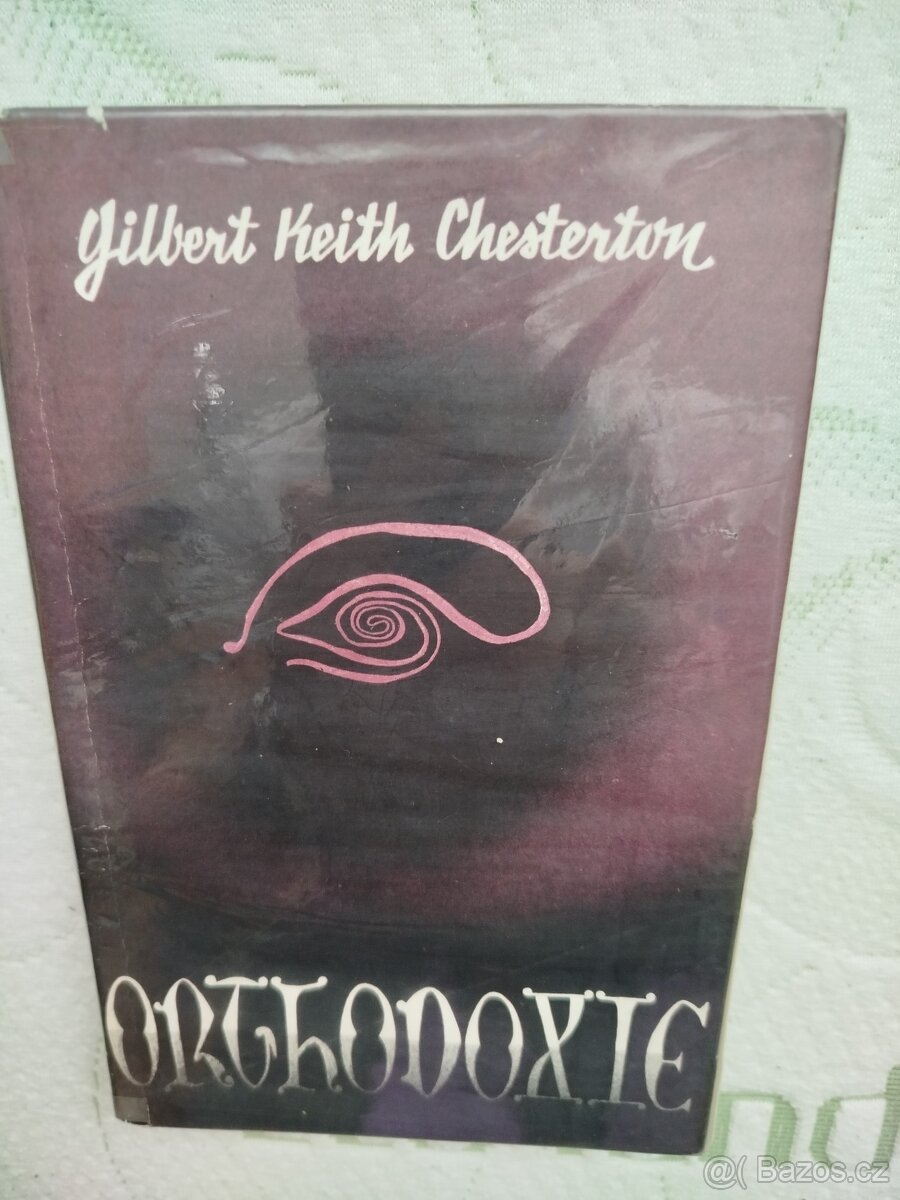 Gilbert Keith Chesterton
ORTHODOXIE
@( Bazos.cz